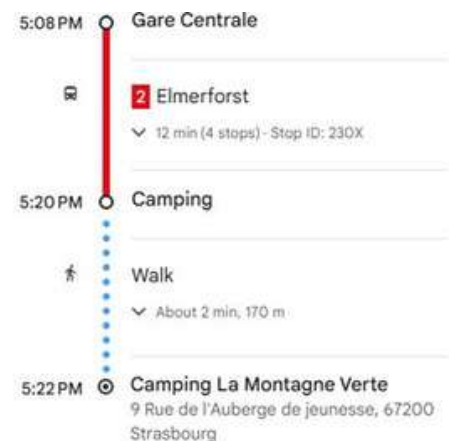 5:08 PM Gare Centrale
2 Elmerforst
12 min (4 stops) · Stop ID: 230X
5:20 PM Camping
Walk
About 2 min, 170 m
5:22 PM Camping La Montagne Verte
9 Rue de l'Auberge de jeunesse, 67200
Strasbourg